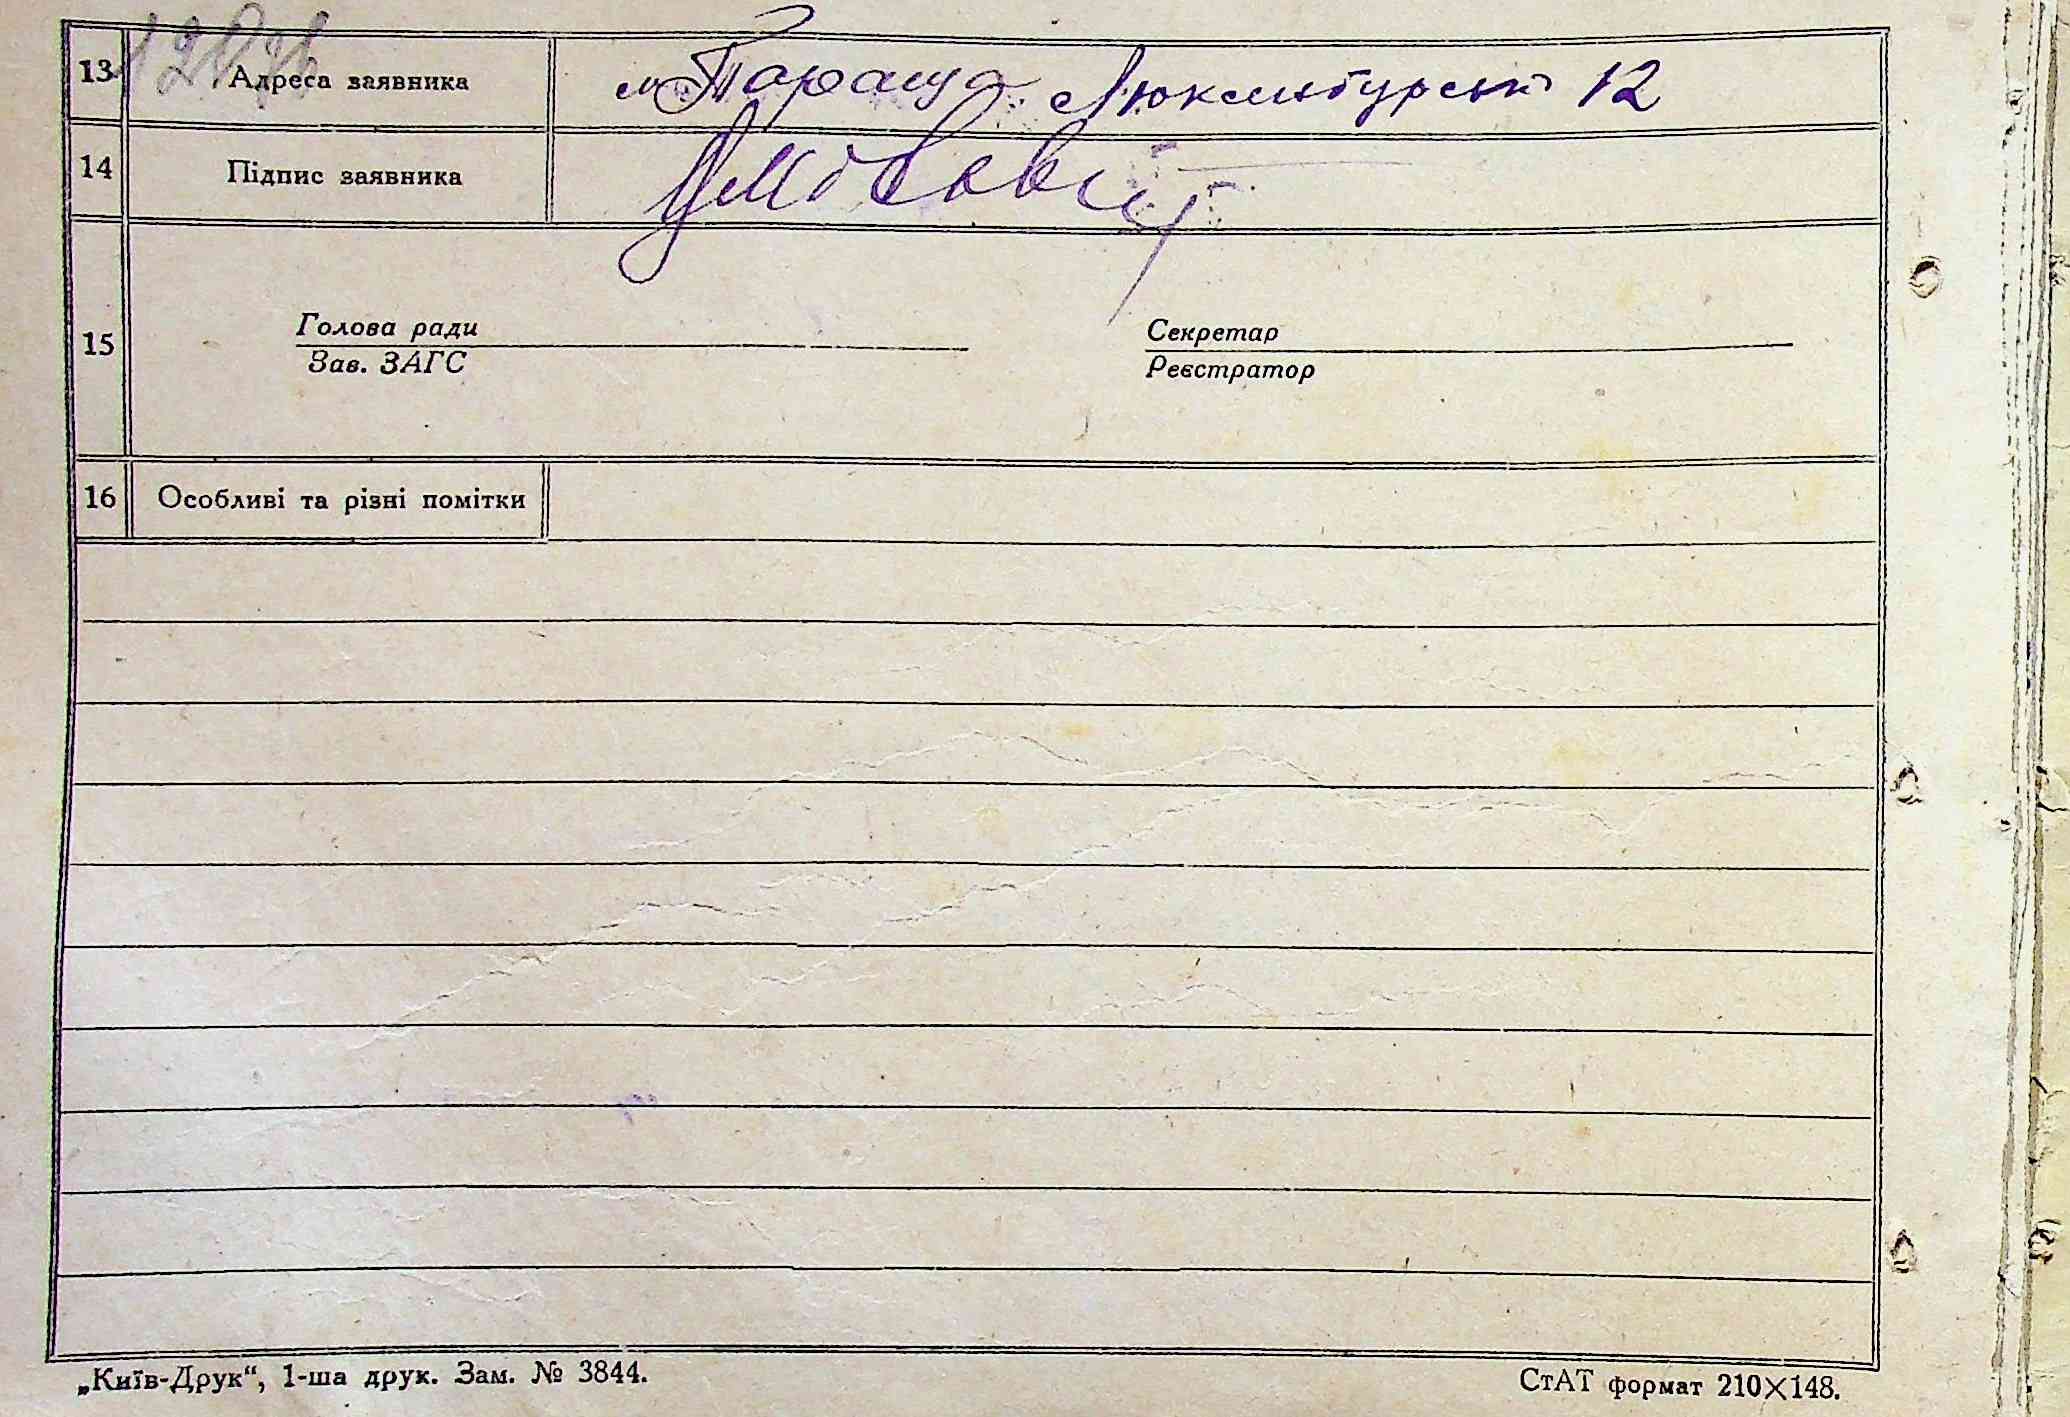 13 Адреса заявника м Тараща Люксембурськ 12
14 Підпис заявника
15 Голова ради Секретар
Зав. ЗАГС Реєстратор
16 Особливі та різні помітки
„Київ-Друк“, 1-ша друк. Зам. № 3844. СтАТ формат 210×148.